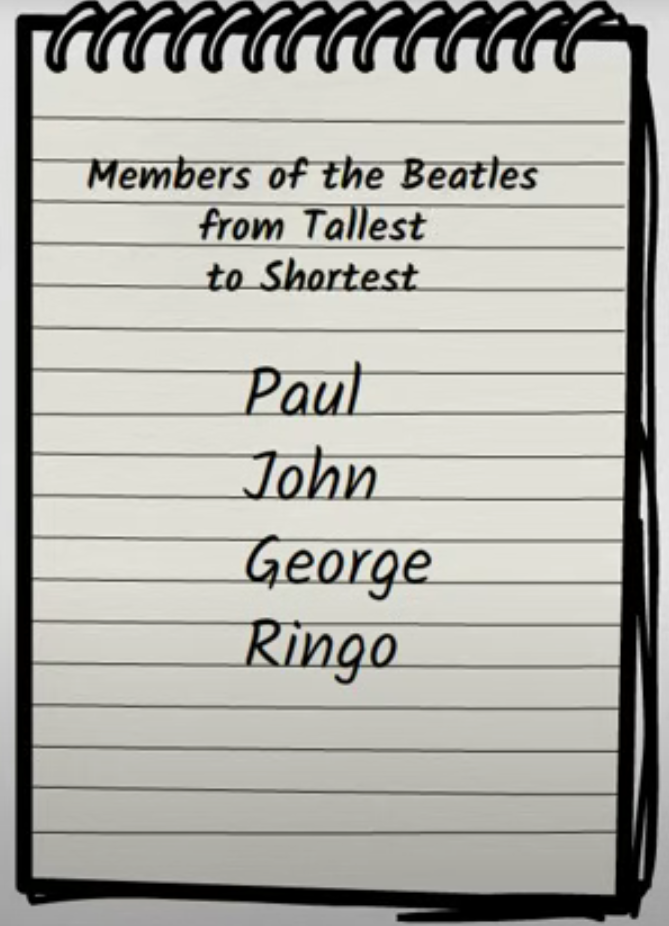 Members of the Beatles
from Tallest
to Shortest
Paul
John
George
Ringo